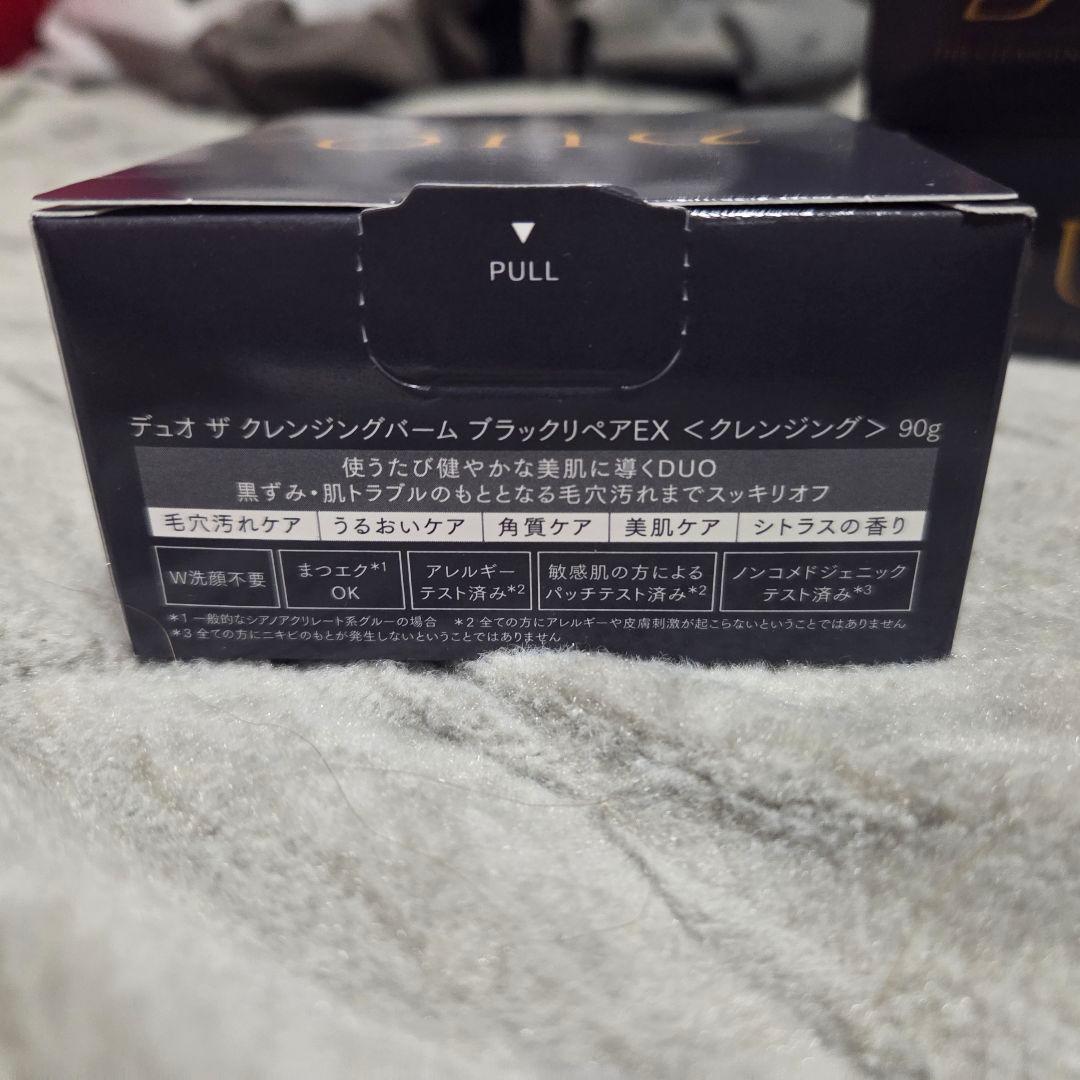 PULL
デュオ ザ クレンジングバーム ブラックリペアEX ＜クレンジング＞ 90g
使うたび健やかな美肌に導くDUO
黒ずみ・肌トラブルのもととなる毛穴汚れまでスッキリオフ
毛穴汚れケア うるおいケア 角質ケア 美肌ケア シトラスの香り
W洗顔不要
まつエク*1
OK
アレルギー
テスト済み*2
敏感肌の方による
パッチテスト済み*2
ノンコメドジェニック
テスト済み*3
*1 一般的なシアノアクリレート系グルーの場合 *2 全ての方にアレルギーや皮膚刺激が起こらないということではありません
*3 全ての方にニキビのもとが発生しないということではありません